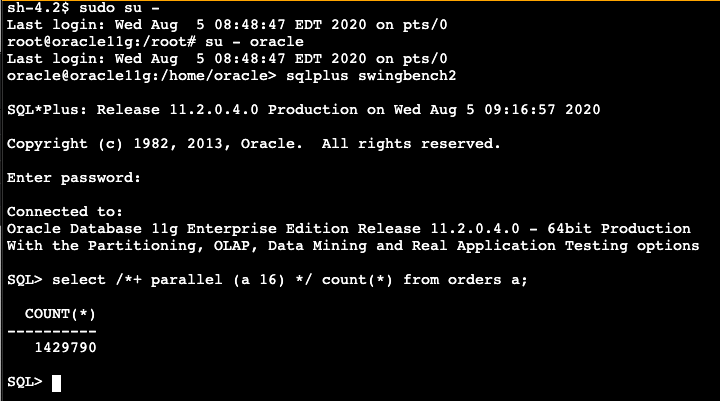 sh-4.2$ sudo su -
Last login: Wed Aug  5 08:48:47 EDT 2020 on pts/0
root@oracle11g:/root# su - oracle
Last login: Wed Aug  5 08:48:47 EDT 2020 on pts/0
oracle@oracle11g:/home/oracle> sqlplus swingbench2

SQL*Plus: Release 11.2.0.4.0 Production on Wed Aug 5 09:16:57 2020

Copyright (c) 1982, 2013, Oracle.  All rights reserved.

Enter password:

Connected to:
Oracle Database 11g Enterprise Edition Release 11.2.0.4.0 - 64bit Production
With the Partitioning, OLAP, Data Mining and Real Application Testing options

SQL> select /*+ parallel (a 16) */ count(*) from orders a;

  COUNT(*)
----------
   1429790

SQL>